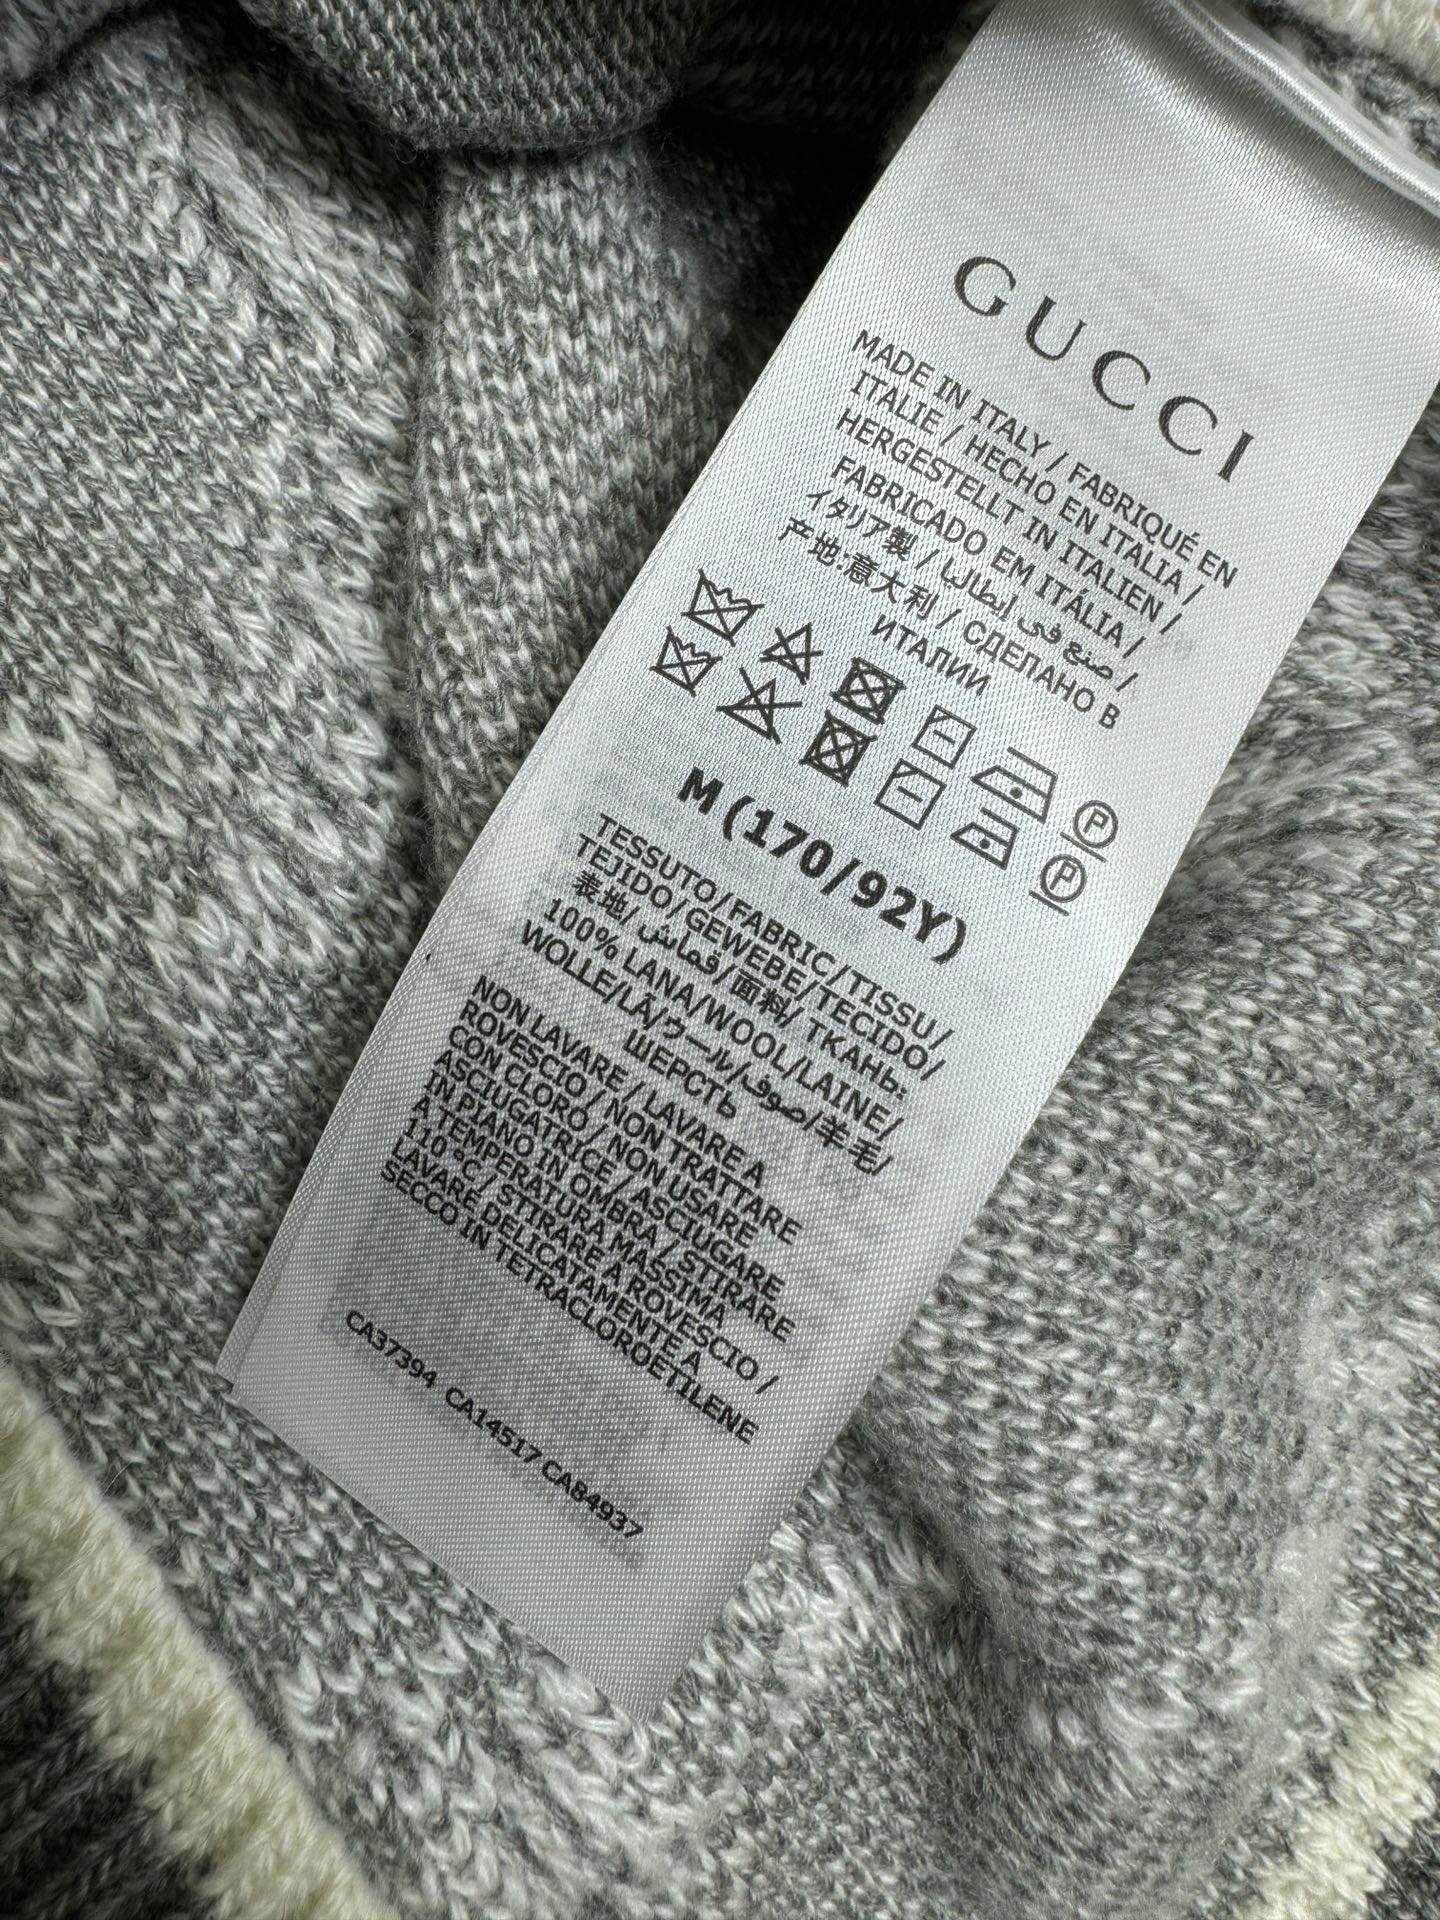 GUCCI
MADE IN ITALY / FABRIQUÉ EN
ITALIE / HECHO EN ITALIA /
HERGESTELLT IN ITALIEN /
FABRICADO EM ITÁLIA /
イタリア製 / صنع في ايطاليا /
产地:意大利 / СДЕЛАНО В
ИТАЛИИ
P
P
M (170/92Y)
TESSUTO/FABRIC/TISSU/
TEJIDO/GEWEBE/TECIDO/
表地/قماش/面料/ ТКАНЬ:
100% LANA/WOOL/LAINE/
WOLLE/LÃ/ウール/صوف/羊毛/
ШЕРСТЬ
NON LAVARE / LAVARE A
ROVESCIO / NON TRATTARE
CON CLORO / NON USARE
ASCIUGATRICE / ASCIUGARE
IN PIANO IN OMBRA / STIRARE
A TEMPERATURA MASSIMA
110 °C / STIRARE A ROVESCIO /
LAVARE DELICATAMENTE A
SECCO IN TETRACLOROETILENE
CA37394 CA14517 CA84937